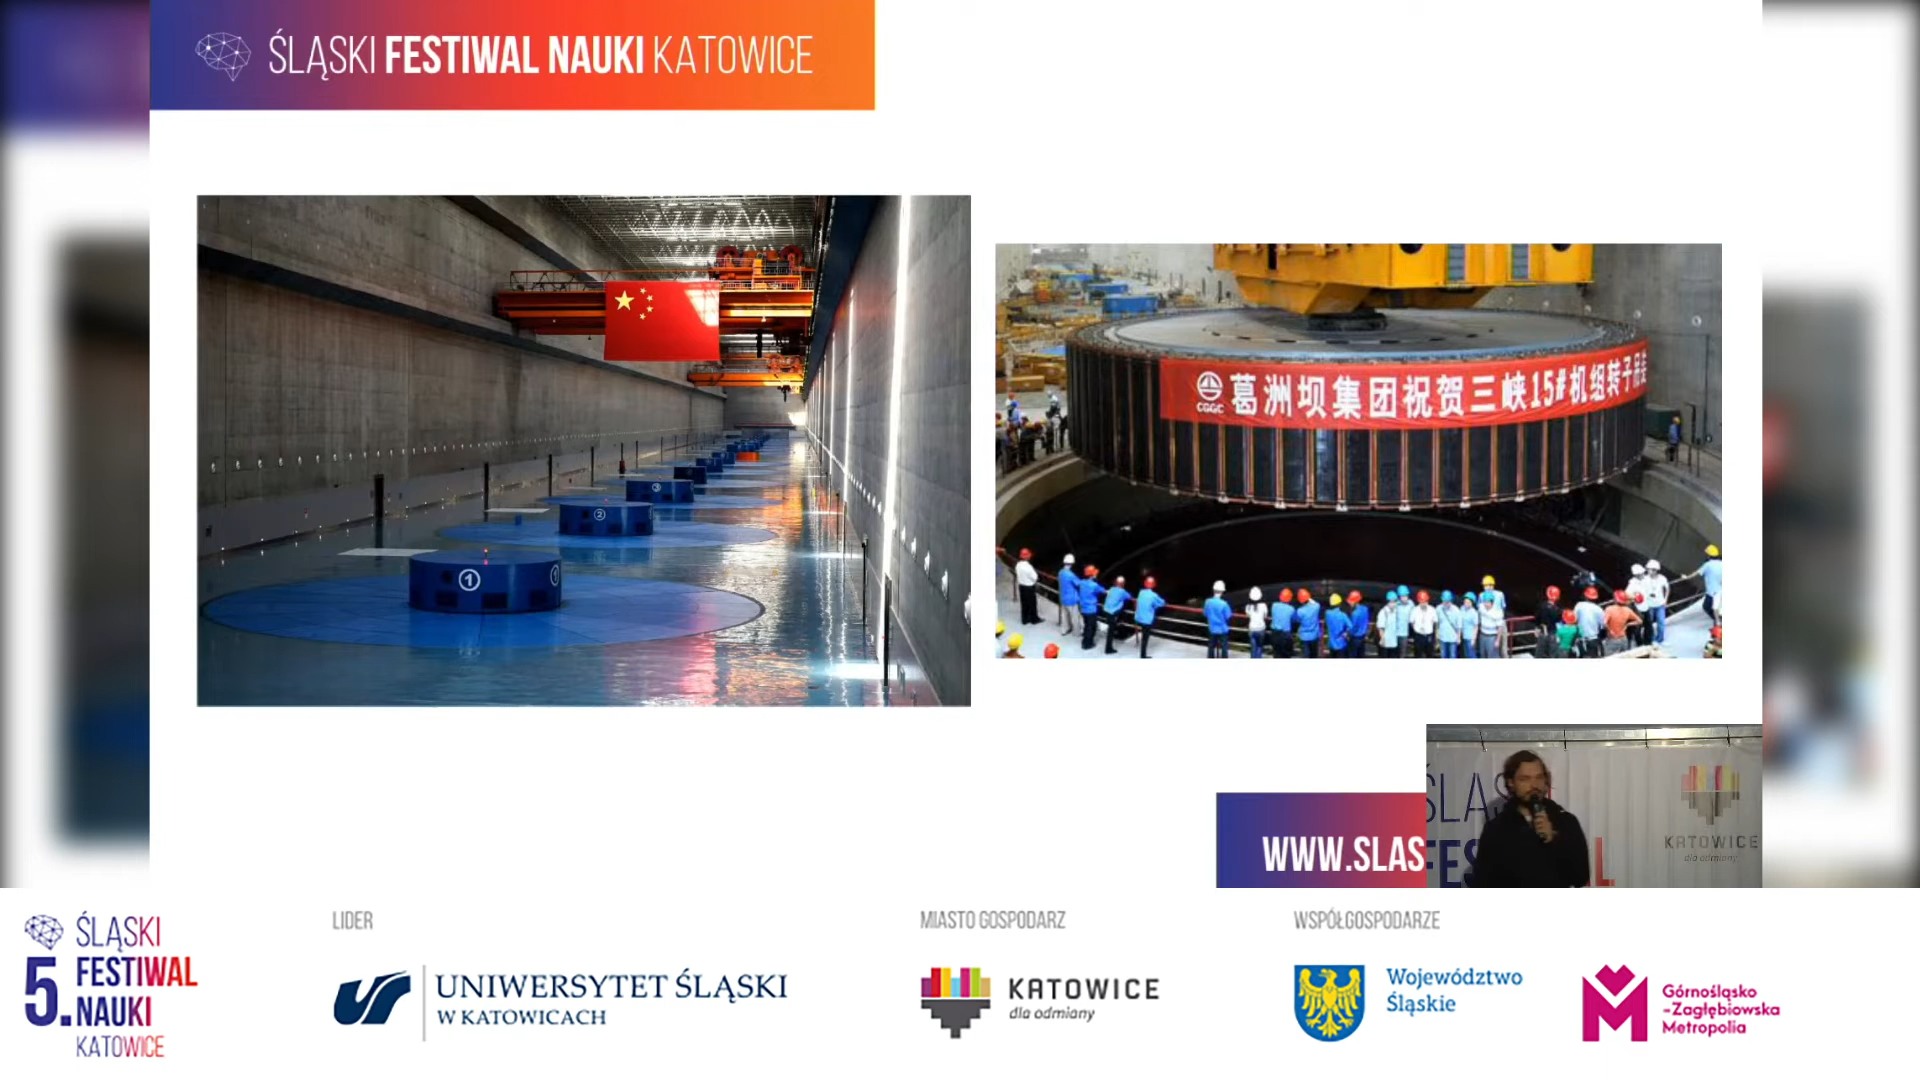 ŚLĄSKI FESTIWAL NAUKI KATOWICE
①
②
③
CGGC
葛洲坝集团祝贺三峡15#机组转子吊装
WWW.SLAS
KATOWICE
dla odmiany
LIDER
MIASTO GOSPODARZ
WSPÓŁGOSPODARZE
5. ŚLĄSKI
FESTIWAL
NAUKI
KATOWICE
UNIWERSYTET ŚLĄSKI
W KATOWICACH
KATOWICE
dla odmiany
Województwo
Śląskie
Górnośląsko
-Zagłębiowska
Metropolia